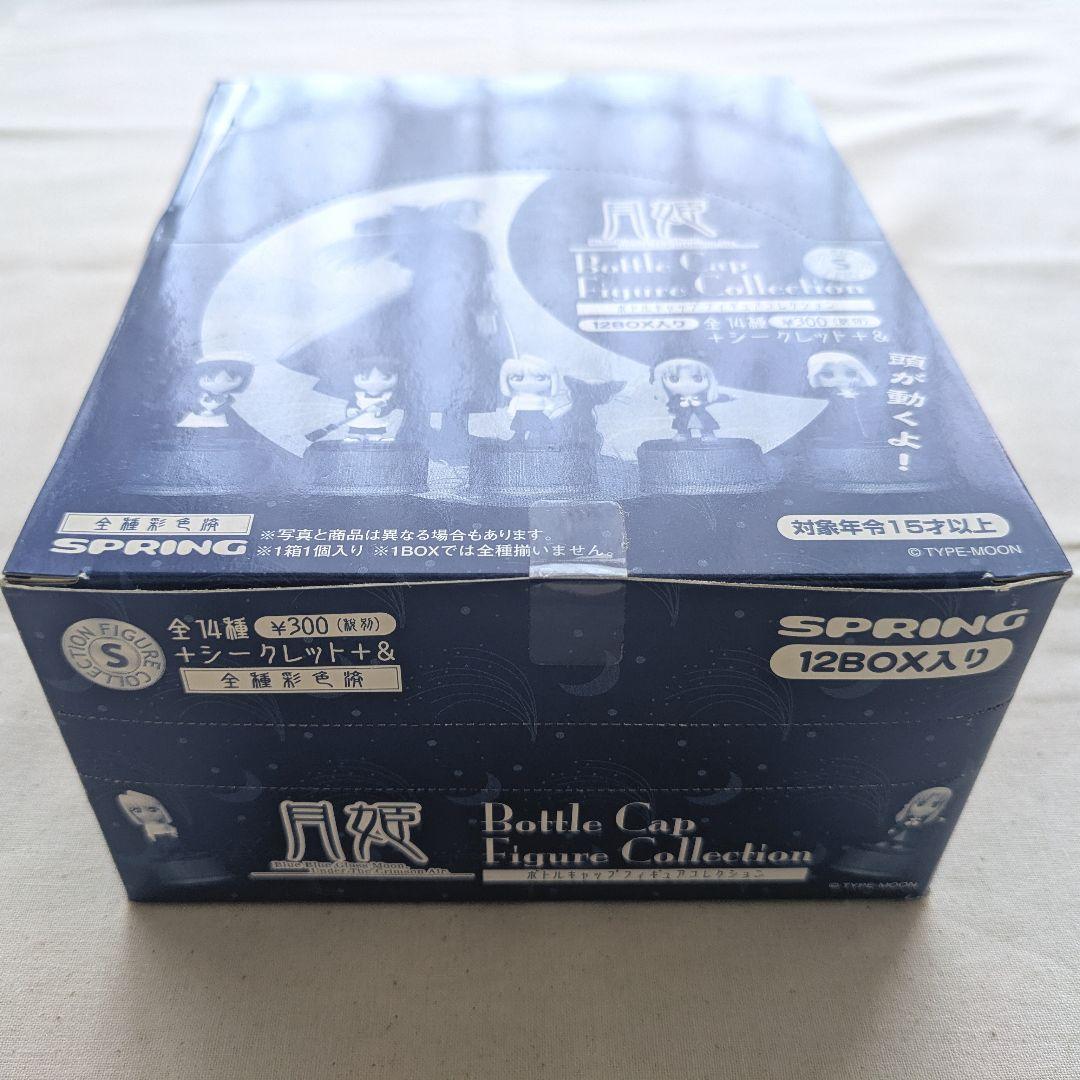 月姫
Bottle Cap
Figure Collection
ボトルキャップフィギュアコレクション
S
12BOX入り 全14種 ¥300(税別)
+シークレット+&
頭が動くよ!
全種彩色済
SPRING
※写真と商品は異なる場合もあります。
※1箱1個入り ※1BOXでは全種揃いません。
対象年令15才以上
© TYPE-MOON
COLLECTION FIGURE
S
全14種 ¥300(税別)
+シークレット+&
全種彩色済
SPRING
12BOX入り
月姫
Blue Blue Glass Moon,
Under The Crimson Air
Bottle Cap
Figure Collection
ボトルキャップフィギュアコレクション
© TYPE-MOON